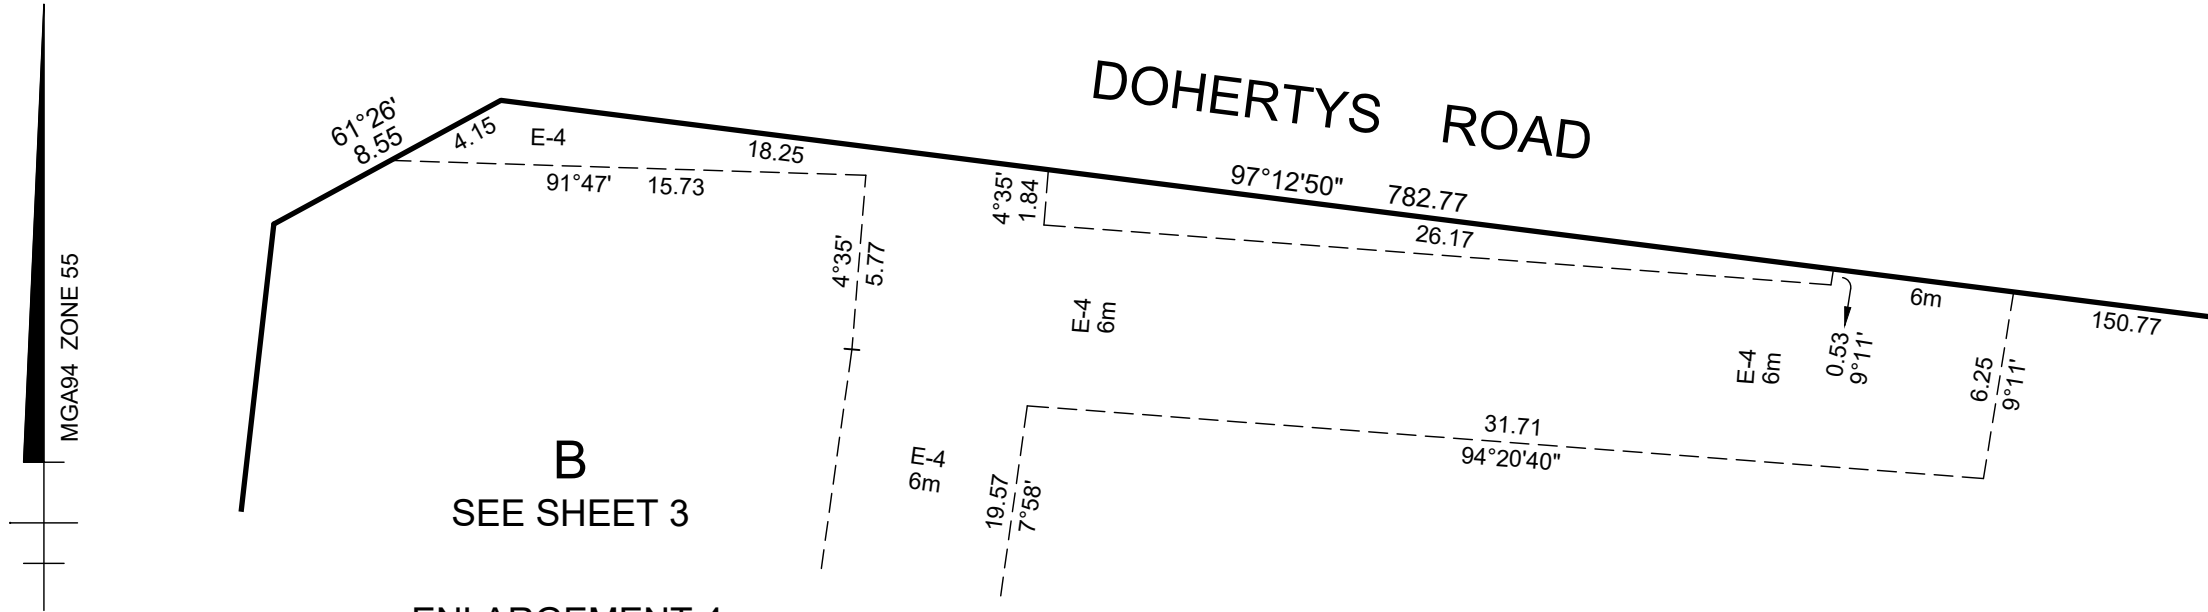 DOHERTYS ROAD
61°26'
8.55
4.15
E-4
18.25
91°47' 15.73
4°35'
1.84
97°12'50" 782.77
26.17
4°35'
5.77
MGA94 ZONE 55
E-4
6m
6m
150.77
0.53
9°11'
E-4
6m
6.25
9°11'
31.71
94°20'40"
B
SEE SHEET 3
E-4
6m
19.57
7°58'
ENLARGEMENT 4